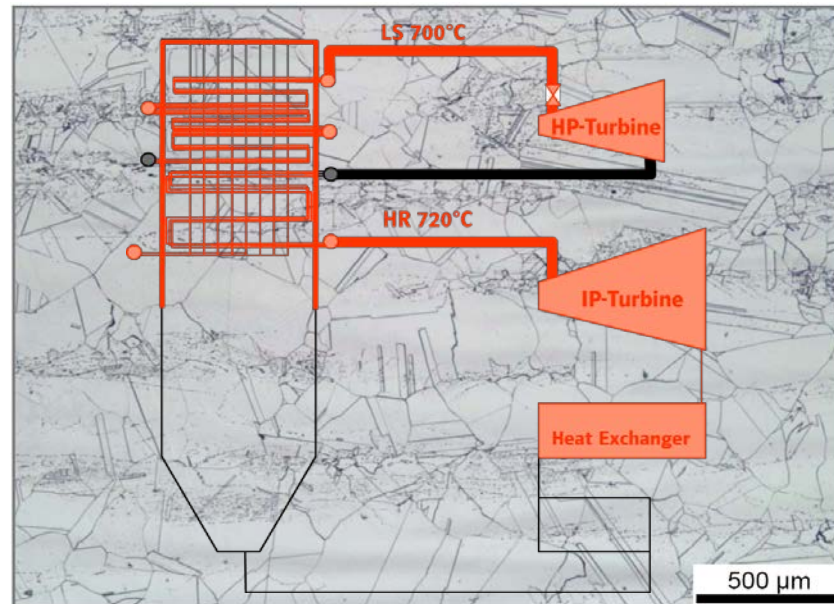 LS 700°C
HP-Turbine
HR 720°C
IP-Turbine
Heat Exchanger
500 µm